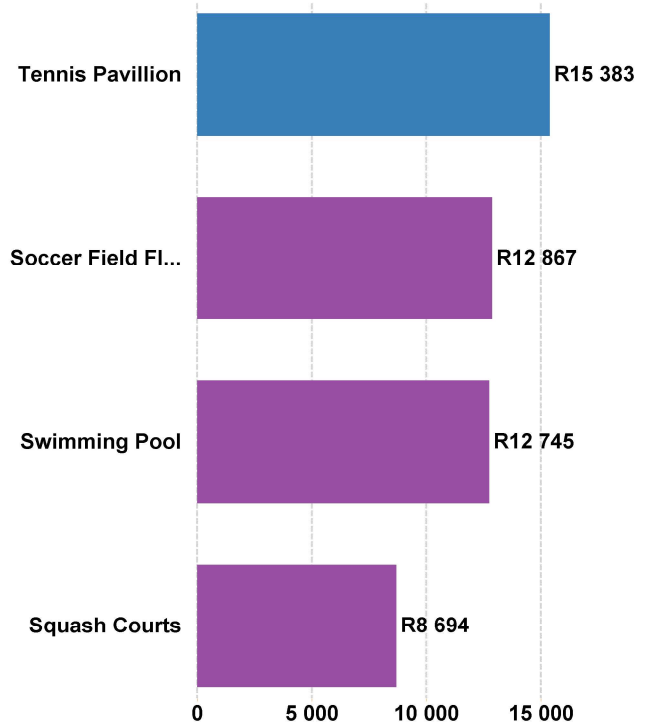 Tennis Pavillion
R15 383
Soccer Field Fl...
R12 867
Swimming Pool
R12 745
Squash Courts
R8 694
0 5 000 10 000 15 000